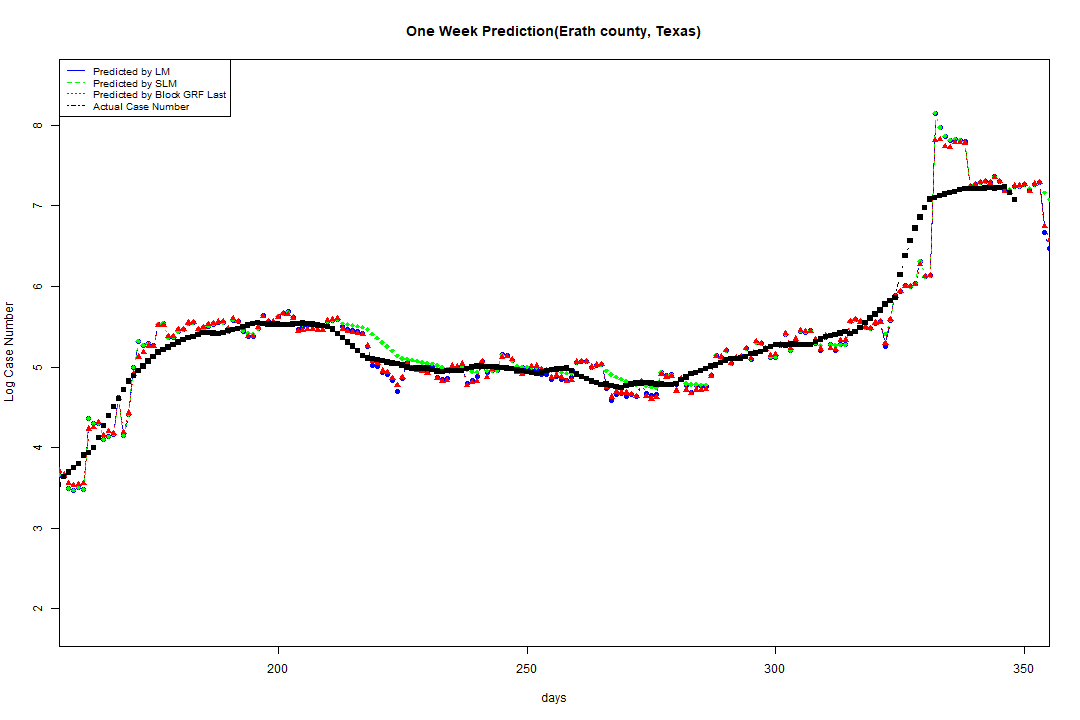 One Week Prediction(Erath county, Texas)
Predicted by LM
Predicted by SLM
Predicted by Block GRF Last
Actual Case Number
Log Case Number
8
7
6
5
4
3
2
200 250 300 350
days